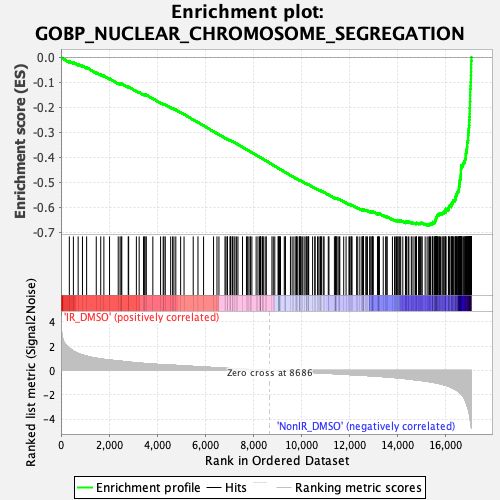 Enrichment plot:
GOBP_NUCLEAR_CHROMOSOME_SEGREGATION
Enrichment score (ES)
0.0
-0.1
-0.2
-0.3
-0.4
-0.5
-0.6
-0.7
'IR_DMSO' (positively correlated)
Ranked list metric (Signal2Noise)
4
2
0
-2
-4
Zero cross at 8686
'NonIR_DMSO' (negatively correlated)
0
2,000
4,000
6,000
8,000
10,000
12,000
14,000
16,000
Rank in Ordered Dataset
Enrichment profile
Hits
Ranking metric scores